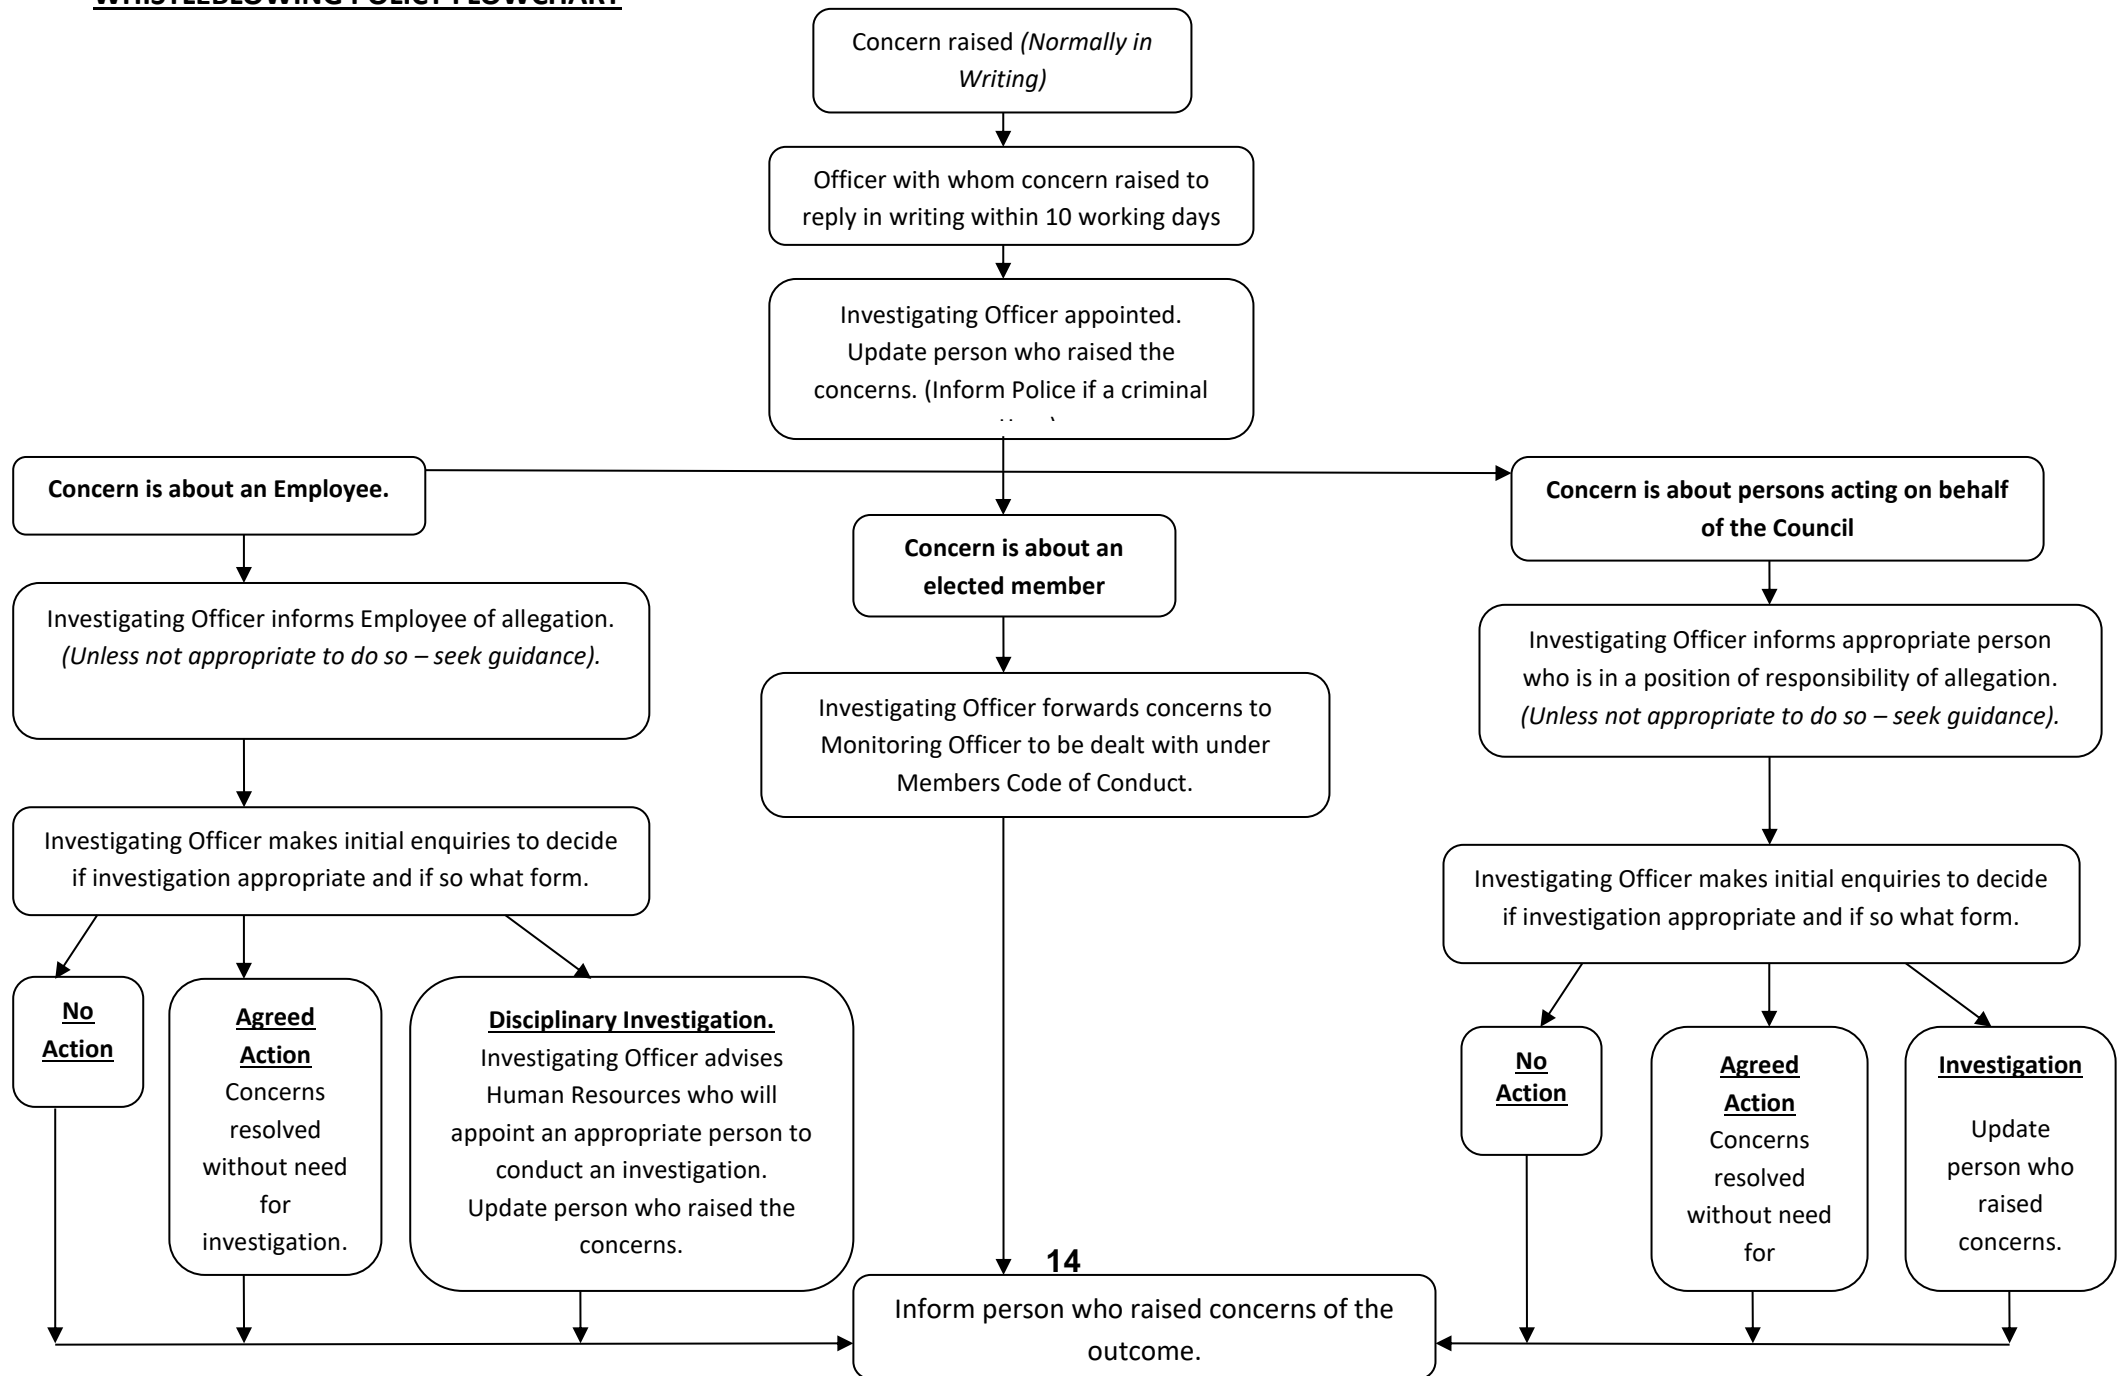 WHISTLEBLOWING POLICY FLOWCHART
Concern raised (Normally in
Writing)
Officer with whom concern raised to
reply in writing within 10 working days
Investigating Officer appointed.
Update person who raised the
concerns. (Inform Police if a criminal
Concern is about an Employee.
Concern is about an
elected member
Concern is about persons acting on behalf
of the Council
Investigating Officer informs Employee of allegation.
(Unless not appropriate to do so – seek guidance).
Investigating Officer forwards concerns to
Monitoring Officer to be dealt with under
Members Code of Conduct.
Investigating Officer informs appropriate person
who is in a position of responsibility of allegation.
(Unless not appropriate to do so – seek guidance).
Investigating Officer makes initial enquiries to decide
if investigation appropriate and if so what form.
Investigating Officer makes initial enquiries to decide
if investigation appropriate and if so what form.
No
Action
Agreed
Action
Concerns
resolved
without need
for
investigation.
Disciplinary Investigation.
Investigating Officer advises
Human Resources who will
appoint an appropriate person to
conduct an investigation.
Update person who raised the
concerns.
No
Action
Agreed
Action
Concerns
resolved
without need
for
Investigation
Update
person who
raised
concerns.
14
Inform person who raised concerns of the
outcome.